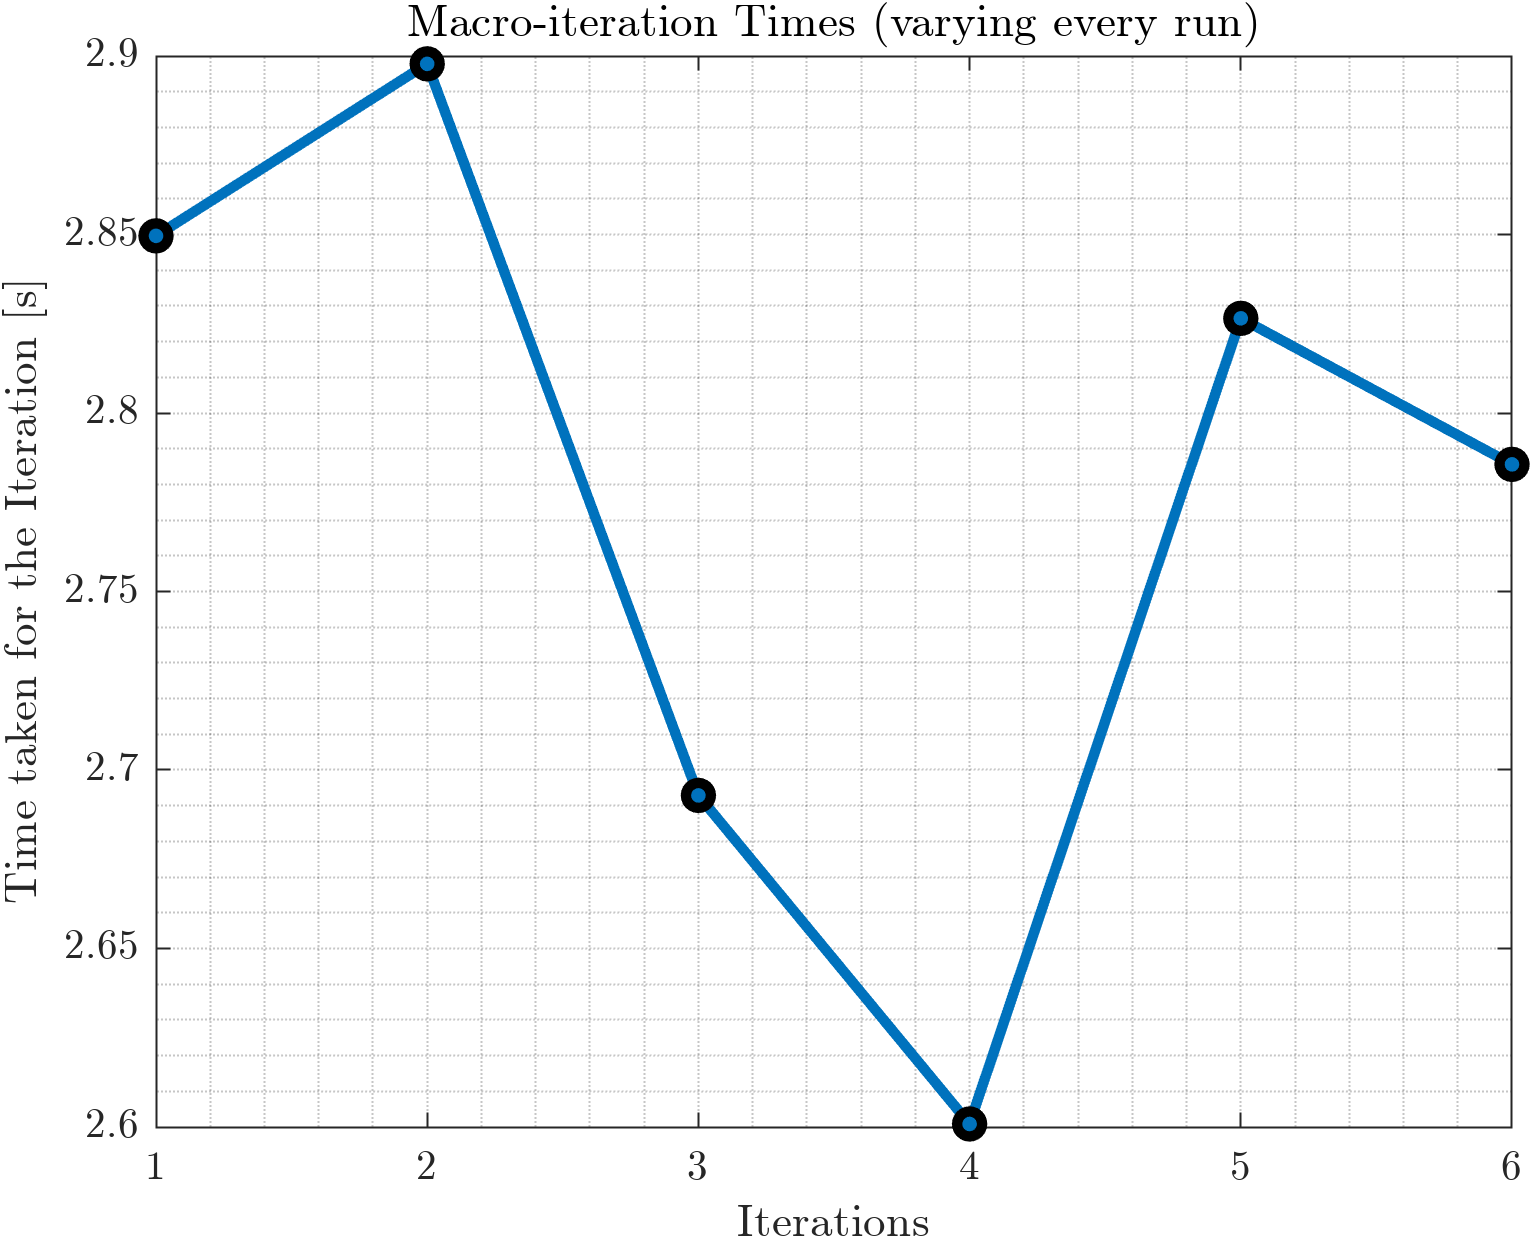 Macro-iteration Times (varying every run)
2.9
2.85
2.8
2.75
2.7
2.65
2.6
Time taken for the Iteration [s]
1 2 3 4 5 6
Iterations